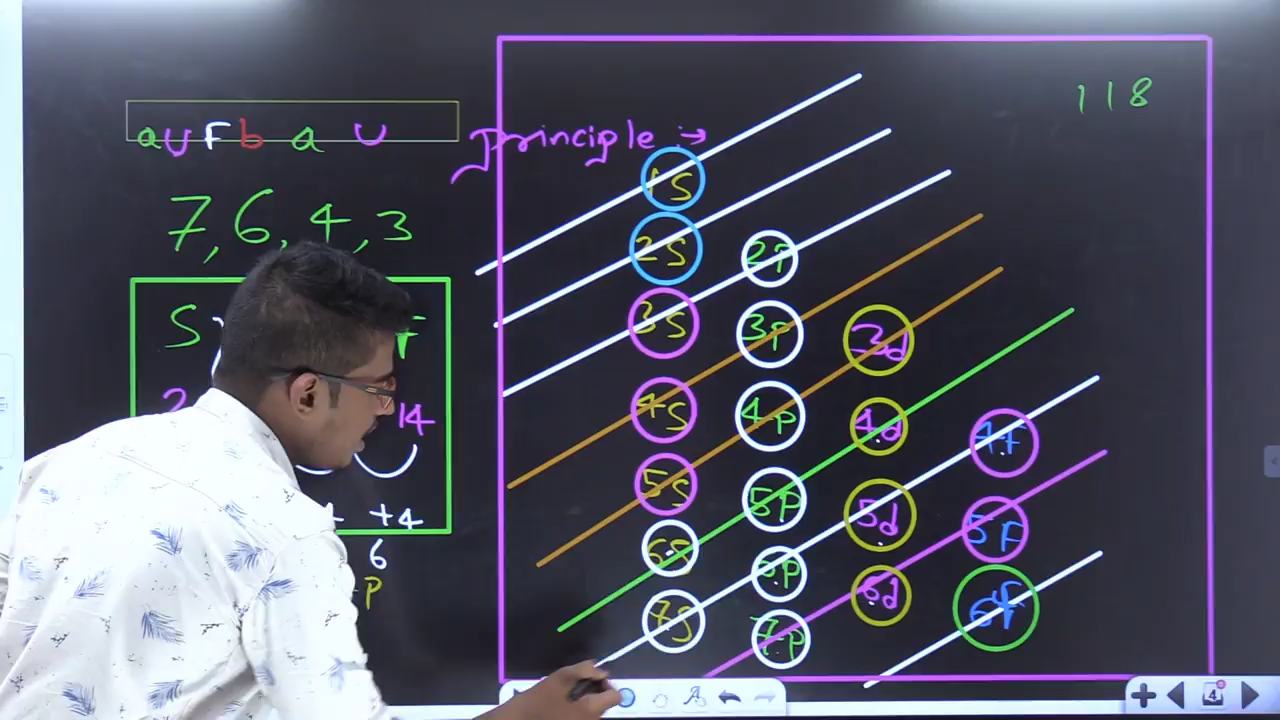 aufbau principle :→
118
7, 6, 4, 3
S
14
+4
6
P
1S
2S 2P
3S 3P 3d
4S 4P 4d 4f
5S 5P 5d 5F
6S 6P 6d 6f
7S 7P
4